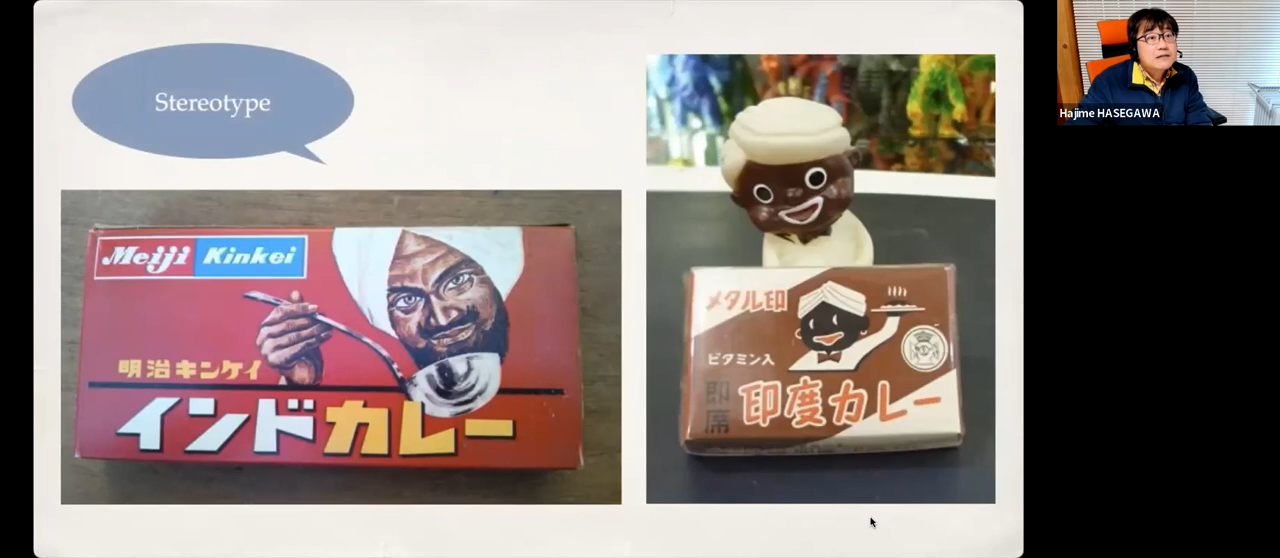 Stereotype
Meiji Kinkei
明治キンケイ
インドカレー
メタル印
ビタミン入
即席
印度カレー
Hajime HASEGAWA